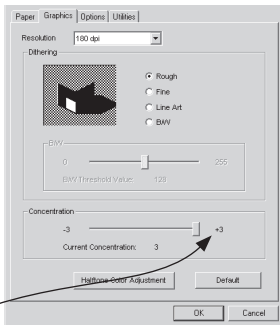 Paper Graphics Options Utilities
Resolution 180 dpi
Dithering
Rough
Fine
Line Art
B/W
B/W
0 255
B/W Threshold Value: 128
Concentration
-3 +3
Current Concentration: 3
Halftone Color Adjustment Default
OK Cancel